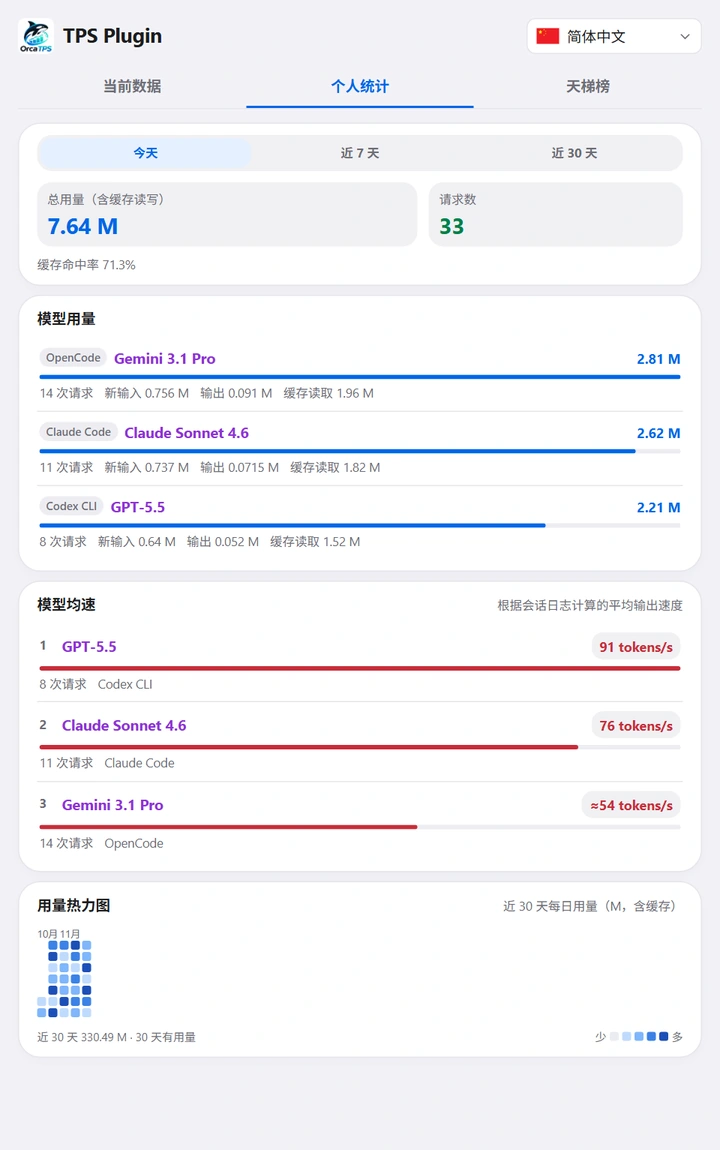 OrcaTPS
TPS Plugin
简体中文
当前数据 个人统计 天梯榜
今天 近 7 天 近 30 天
总用量（含缓存读写） 请求数
7.64 M 33
缓存命中率 71.3%
模型用量
OpenCode Gemini 3.1 Pro 2.81 M
14 次请求 新输入 0.756 M 输出 0.091 M 缓存读取 1.96 M
Claude Code Claude Sonnet 4.6 2.62 M
11 次请求 新输入 0.737 M 输出 0.0715 M 缓存读取 1.82 M
Codex CLI GPT-5.5 2.21 M
8 次请求 新输入 0.64 M 输出 0.052 M 缓存读取 1.52 M
模型均速 根据会话日志计算的平均输出速度
1 GPT-5.5 91 tokens/s
8 次请求 Codex CLI
2 Claude Sonnet 4.6 76 tokens/s
11 次请求 Claude Code
3 Gemini 3.1 Pro ≈54 tokens/s
14 次请求 OpenCode
用量热力图 近 30 天每日用量（M，含缓存）
10月 11月
近 30 天 330.49 M · 30 天有用量 少 多